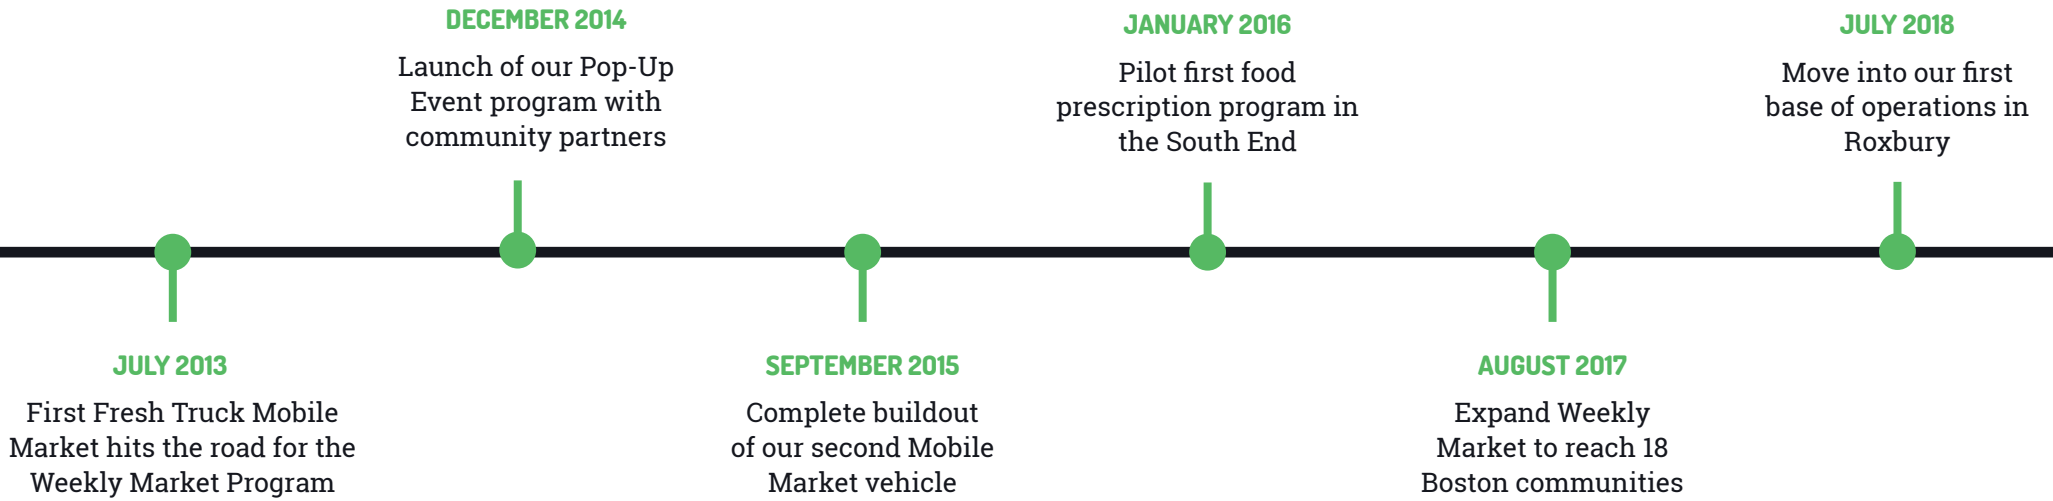 DECEMBER 2014
Launch of our Pop-Up
Event program with
community partners
JANUARY 2016
Pilot first food
prescription program in
the South End
JULY 2018
Move into our first
base of operations in
Roxbury
JULY 2013
First Fresh Truck Mobile
Market hits the road for the
Weekly Market Program
SEPTEMBER 2015
Complete buildout
of our second Mobile
Market vehicle
AUGUST 2017
Expand Weekly
Market to reach 18
Boston communities